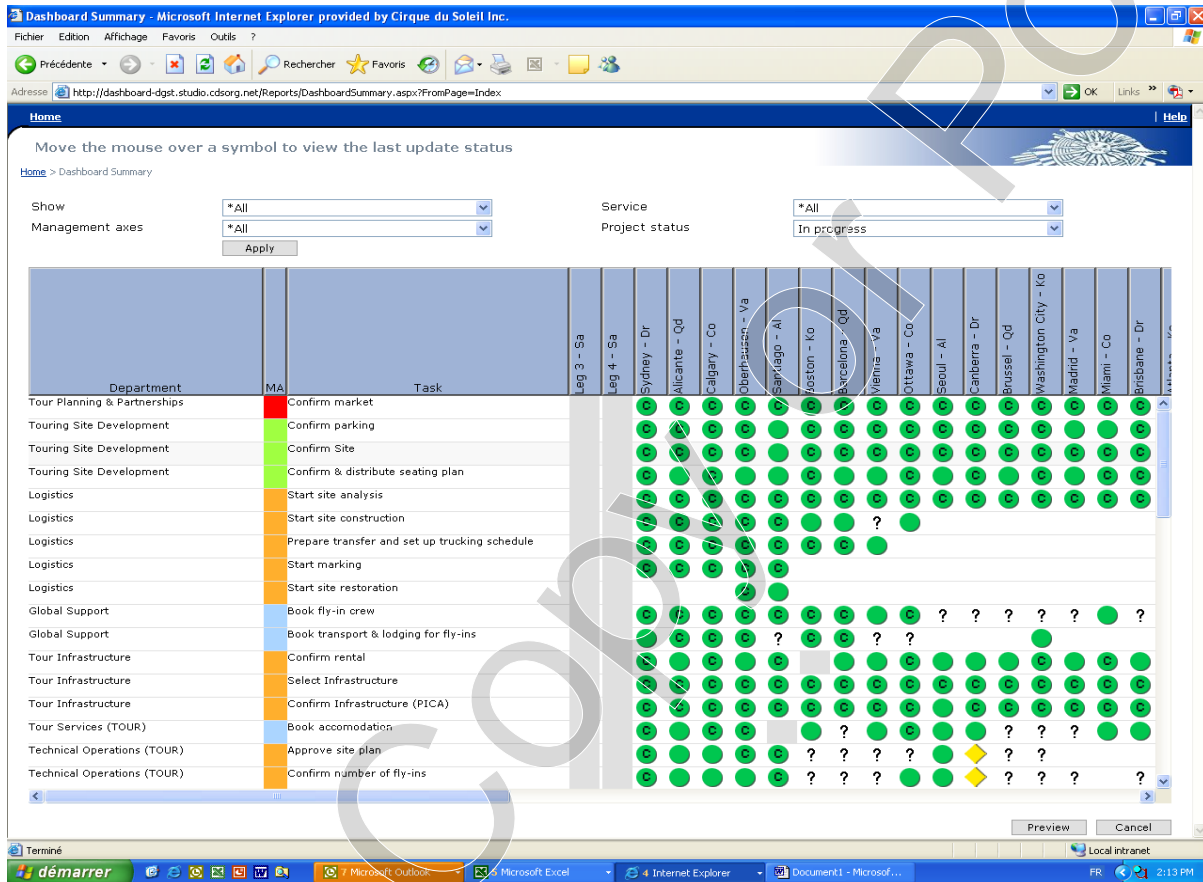 Dashboard Summary - Microsoft Internet Explorer provided by Cirque du Soleil Inc.
Fichier Edition Affichage Favoris Outils ?
Précédente Rechercher Favoris
Adresse http://dashboard-dgst.studio.cdsorg.net/Reports/DashboardSummary.aspx?FromPage=Index OK Links »
Home | Help
Move the mouse over a symbol to view the last update status
Home > Dashboard Summary
Show *All Service *All
Management axes *All Project status In progress
Apply
Department MA Task Leg 3 - Sa Leg 4 - Sa Sydney - Dr Alicante - Qd Calgary - Co Oberhausen - Va Santiago - Al Boston - Ko Barcelona - Qd Vienna - Va Ottawa - Co Seoul - Al Canberra - Dr Brussel - Qd Washington City - Ko Madrid - Va Miami - Co Brisbane - Dr
Tour Planning & Partnerships Confirm market C C C C C C C C C C C C C C C C
Touring Site Development Confirm parking C C C C C C C C C C C C
Touring Site Development Confirm Site C C C C C C C C C C C C C C C
Touring Site Development Confirm & distribute seating plan C C C C C C C
Logistics Start site analysis C C C C C C C C C C C C C C C C
Logistics Start site construction C C C C C ?
Logistics Prepare transfer and set up trucking schedule C C C C C C C
Logistics Start marking C C C C C
Logistics Start site restoration C
Global Support Book fly-in crew C C C C C C C C ? ? ? ? ? ?
Global Support Book transport & lodging for fly-ins C C C ? C C ? ?
Tour Infrastructure Confirm rental C C C C C C
Tour Infrastructure Select Infrastructure C C C C C C C C C C C C C C C C
Tour Infrastructure Confirm Infrastructure (PICA) C C C C C C C C C C C C C C C
Tour Services (TOUR) Book accomodation C C C ? C ? ? ?
Technical Operations (TOUR) Approve site plan C C C ? ? ? ? ? ?
Technical Operations (TOUR) Confirm number of fly-ins C C ? ? ? ? ? ? ?
Preview Cancel
Terminé Local intranet
démarrer 7 Microsoft Outlook 5 Microsoft Excel 4 Internet Explorer Document1 - Microsof... FR 2:13 PM
Copy or